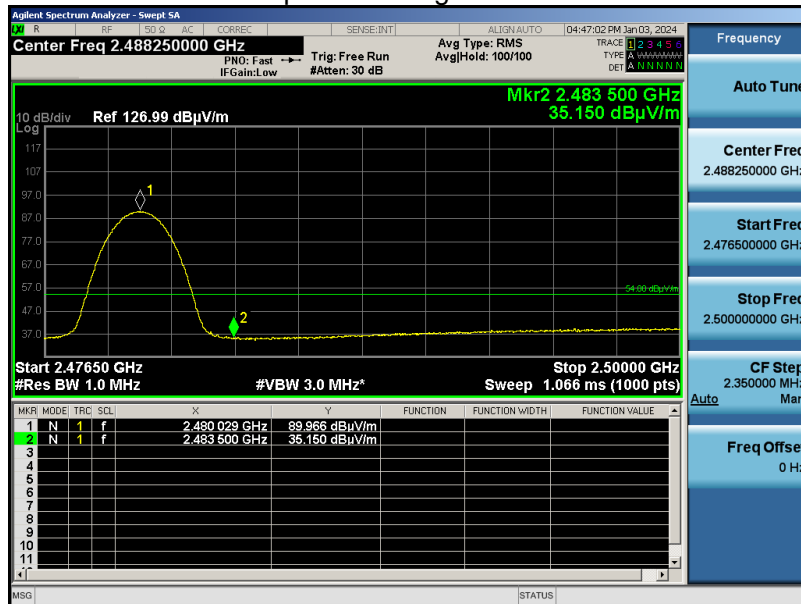 Agilent Spectrum Analyzer - Swept SA
LXI R RF 50 Ω AC CORREC SENSE:INT ALIGN AUTO 04:47:02 PM Jan 03, 2024
Center Freq 2.488250000 GHz
PNO: Fast
IFGain:Low
Trig: Free Run
#Atten: 30 dB
Avg Type: RMS
Avg|Hold: 100/100
TRACE 1 2 3 4 5 6
TYPE A
DET A N N N N N
Mkr2 2.483 500 GHz
35.150 dBµV/m
10 dB/div Ref 126.99 dBµV/m
Log
117
107
97.0
87.0
77.0
67.0
57.0
47.0
37.0
1
2
54.00 dBµV/m
Start 2.47650 GHz Stop 2.50000 GHz
#Res BW 1.0 MHz #VBW 3.0 MHz* Sweep 1.066 ms (1000 pts)
MKR MODE TRC SCL X Y FUNCTION FUNCTION WIDTH FUNCTION VALUE
1 N 1 f 2.480 029 GHz 89.966 dBµV/m
2 N 1 f 2.483 500 GHz 35.150 dBµV/m
3
4
5
6
7
8
9
10
11
MSG STATUS
Frequency
Auto Tune
Center Freq
2.488250000 GHz
Start Freq
2.476500000 GHz
Stop Freq
2.500000000 GHz
CF Step
2.350000 MHz
Auto Man
Freq Offset
0 Hz